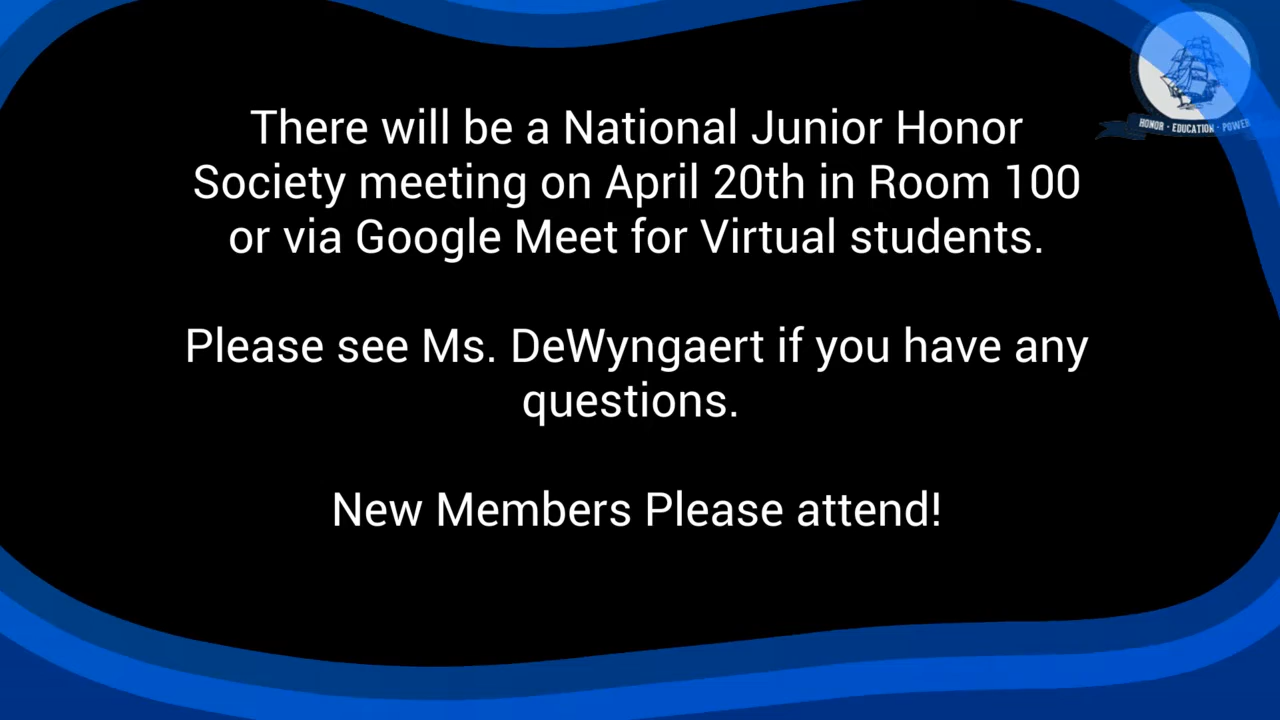 There will be a National Junior Honor
Society meeting on April 20th in Room 100
or via Google Meet for Virtual students.
Please see Ms. DeWyngaert if you have any
questions.
New Members Please attend!
HONOR · EDUCATION · POWER